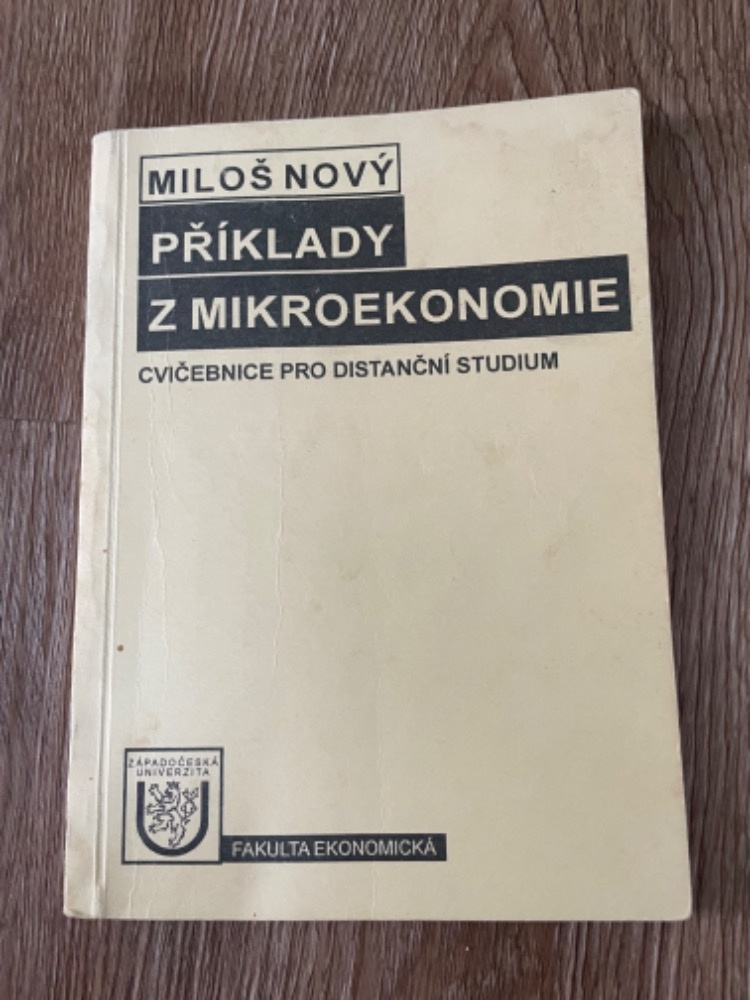 MILOŠ NOVÝ
PŘÍKLADY
Z MIKROEKONOMIE
CVIČEBNICE PRO DISTANČNÍ STUDIUM
ZÁPADOČESKÁ
UNIVERZITA
FAKULTA EKONOMICKÁ